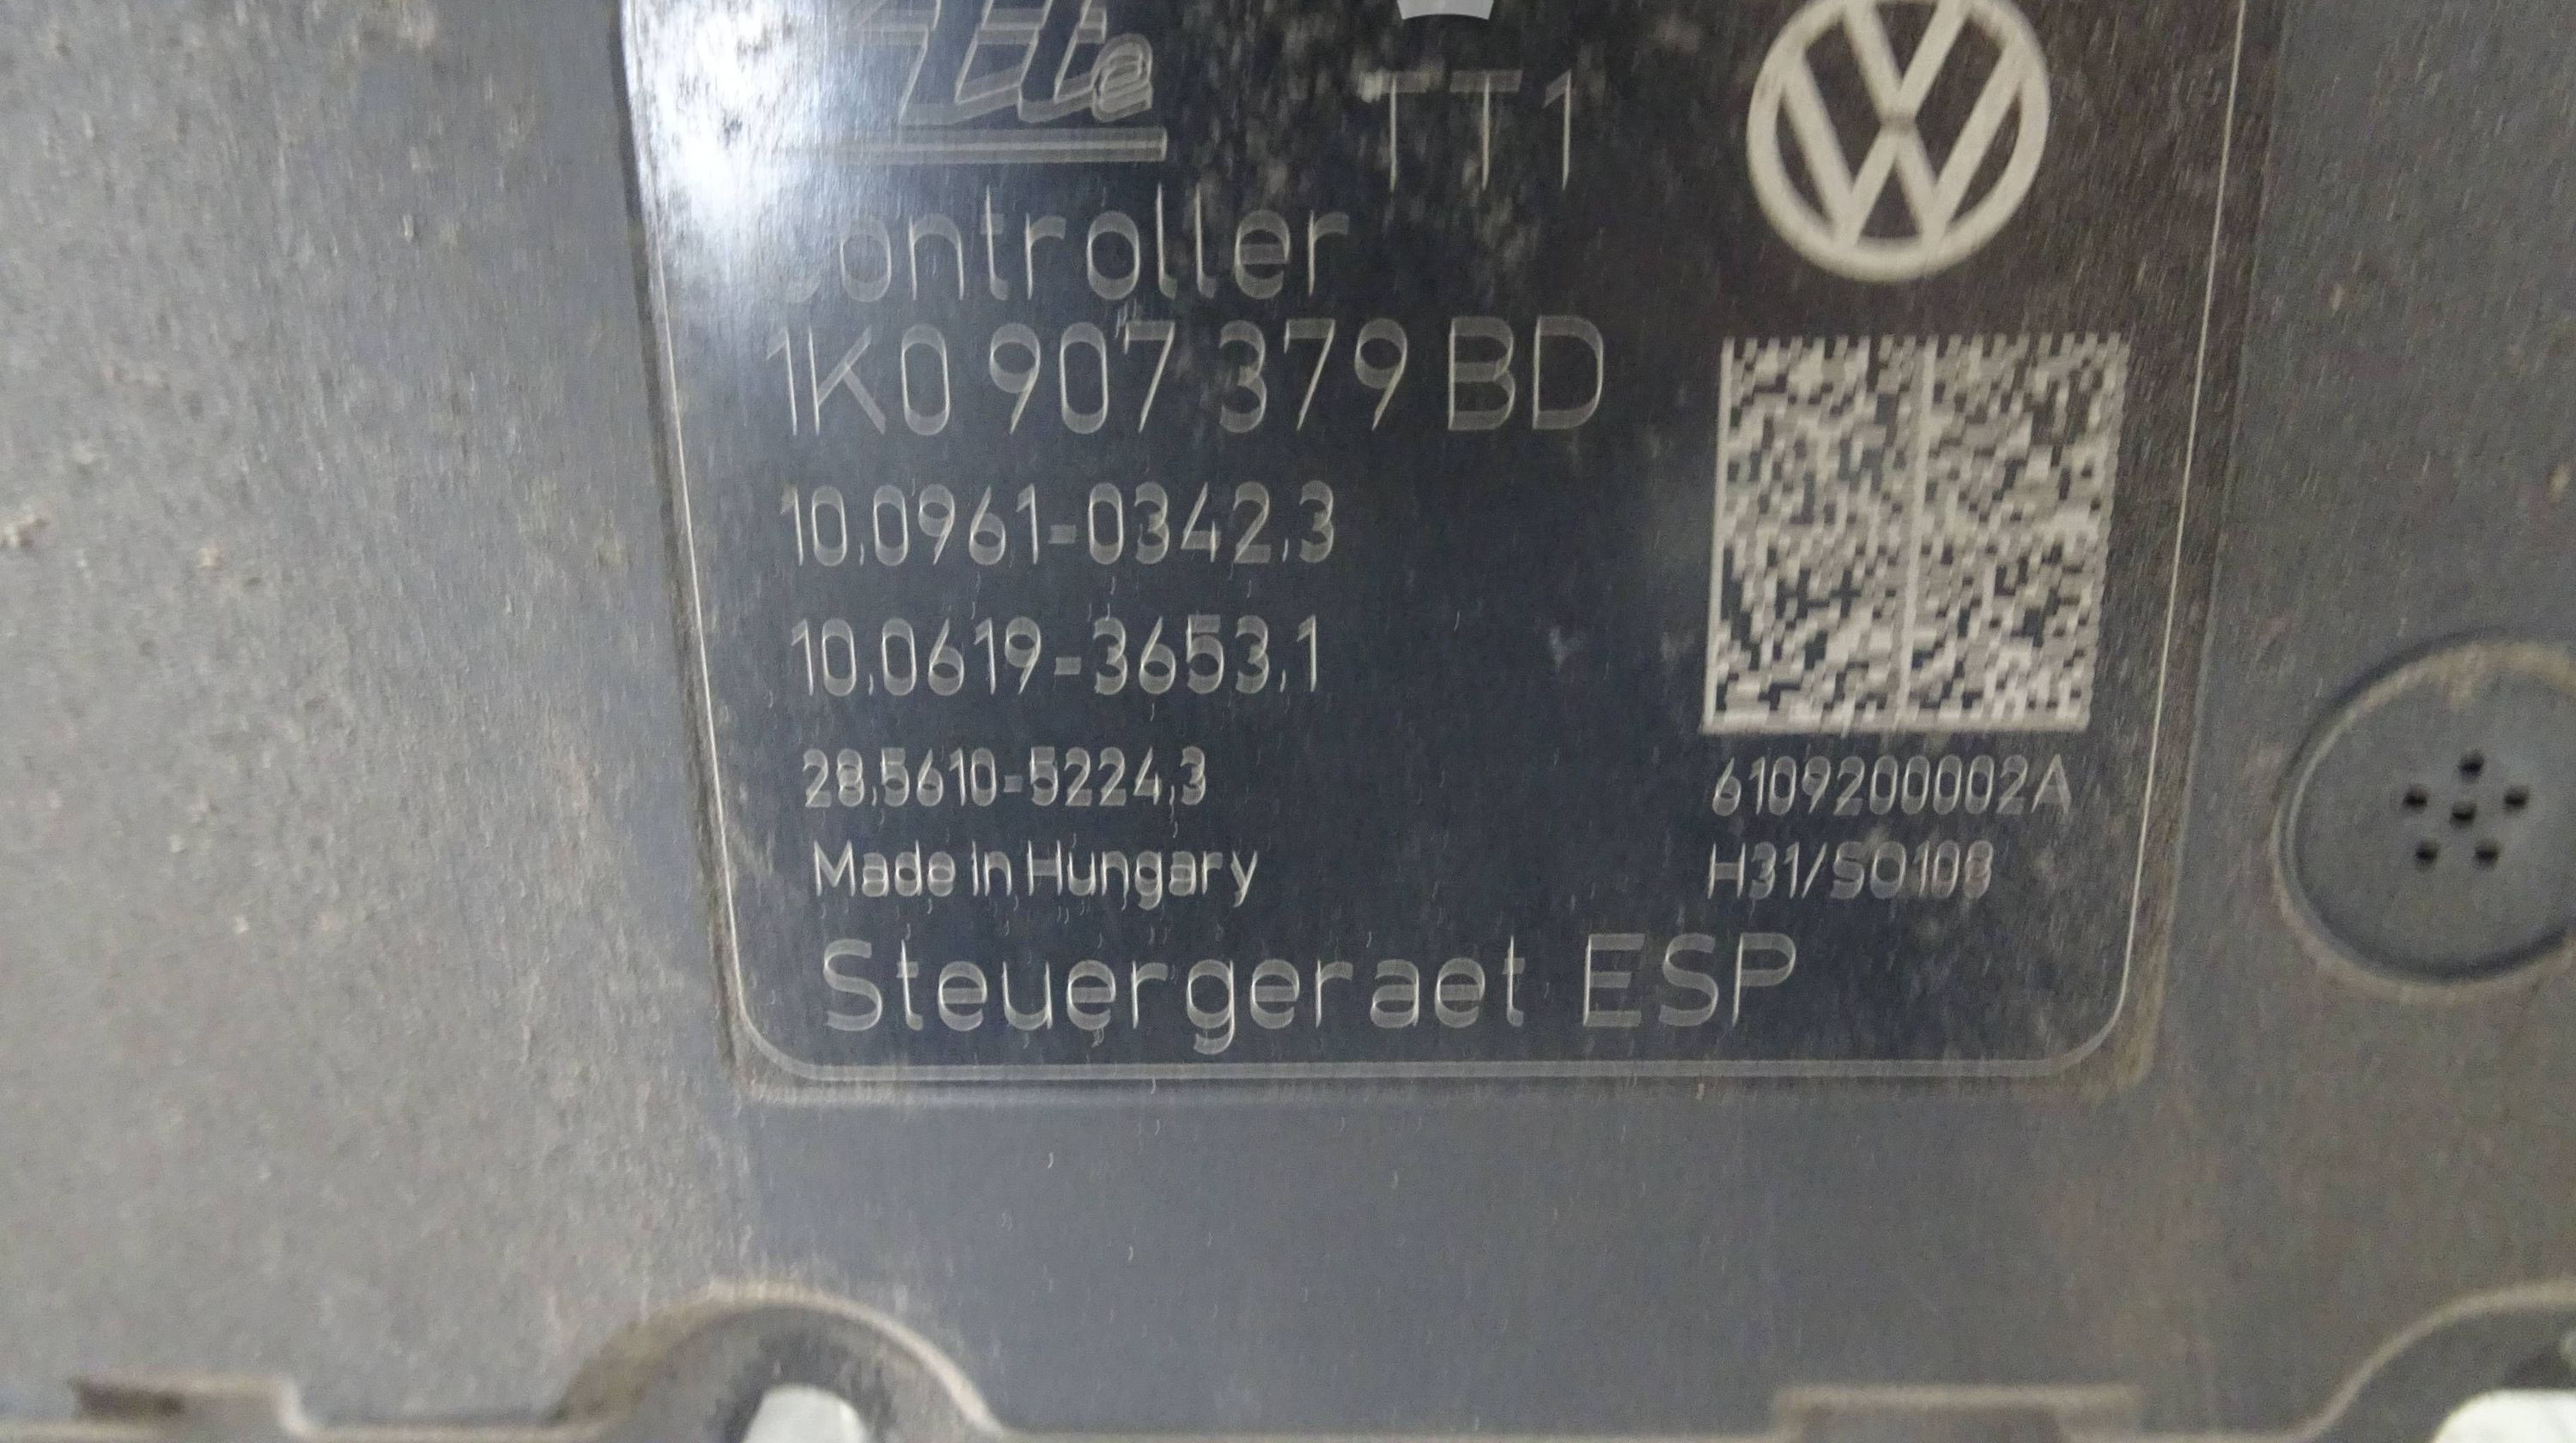 Ate
TT1
Controller
1K0 907 379 BD
10.0961-0342.3
10.0619-3653.1
28.5610-5224.3
6109200002A
Made in Hungary
H31/SO108
Steuergeraet ESP